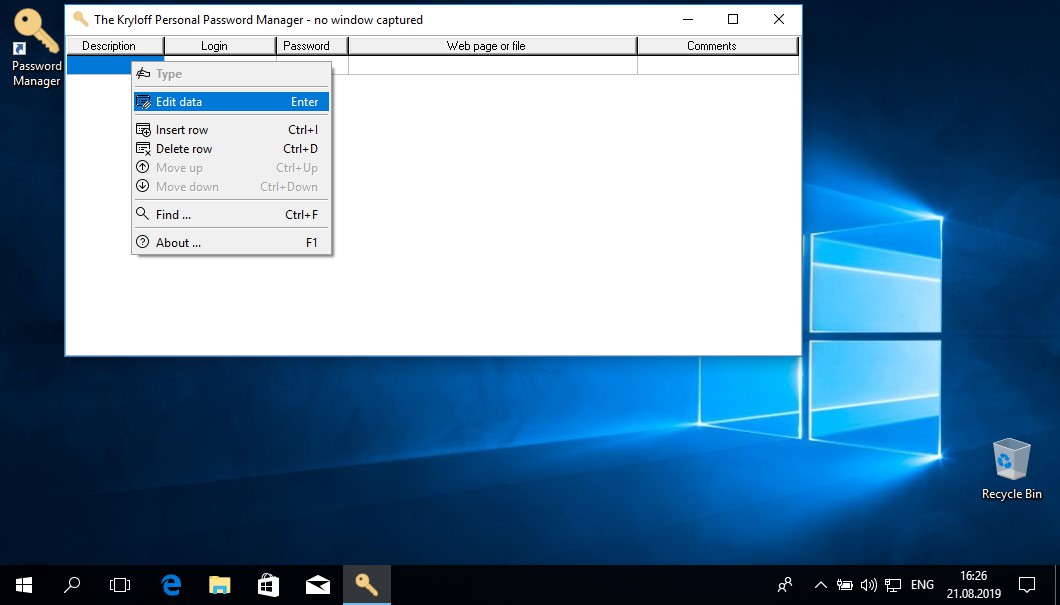 The Kryloff Personal Password Manager - no window captured
Description Login Password Web page or file Comments
Type
Edit data Enter
Insert row Ctrl+I
Delete row Ctrl+D
Move up Ctrl+Up
Move down Ctrl+Down
Find ... Ctrl+F
About ... F1
Password
Manager
Recycle Bin
ENG
16:26
21.08.2019